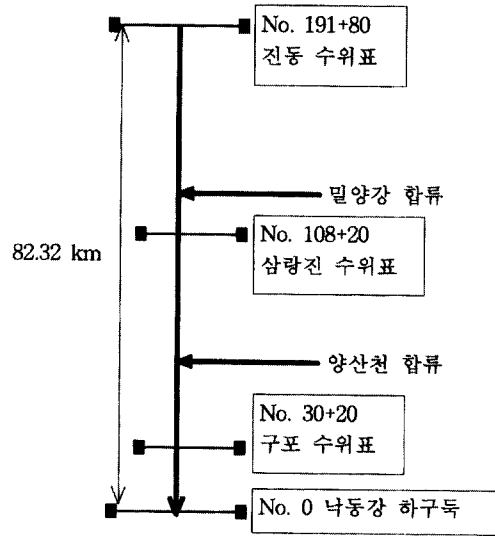 No. 191+80
진동 수위표
밀양강 합류
82.32 km
No. 108+20
삼랑진 수위표
양산천 합류
No. 30+20
구포 수위표
No. 0 낙동강 하구둑